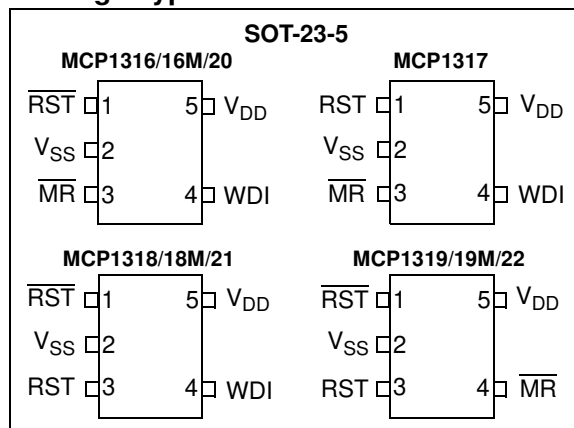 SOT-23-5
MCP1316/16M/20
RST 1 5 VDD
VSS 2
MR 3 4 WDI
MCP1317
RST 1 5 VDD
VSS 2
MR 3 4 WDI
MCP1318/18M/21
RST 1 5 VDD
VSS 2
RST 3 4 WDI
MCP1319/19M/22
RST 1 5 VDD
VSS 2
RST 3 4 MR